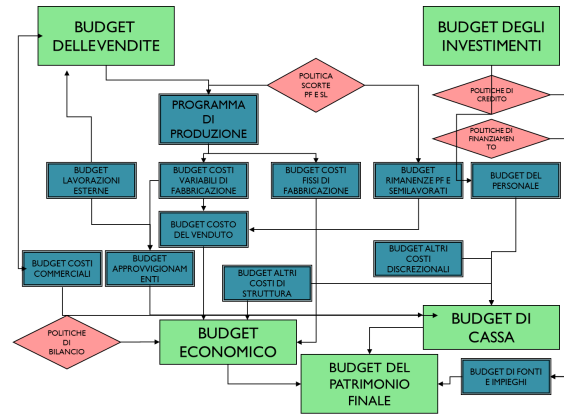 BUDGET
DELLEVENDITE
BUDGET DEGLI
INVESTIMENTI
POLITICA
SCORTE
PF E SL
POLITICHE DI
CREDITO
PROGRAMMA
DI
PRODUZIONE
POLITICHE DI
FINANZIAMEN
TO
BUDGET
LAVORAZIONI
ESTERNE
BUDGET COSTI
VARIABILI DI
FABBRICAZIONE
BUDGET COSTI
FISSI DI
FABBRICAZIONE
BUDGET
RIMANENZE PF E
SEMILAVORATI
BUDGET DEL
PERSONALE
BUDGET COSTO
DEL VENDUTO
BUDGET COSTI
COMMERCIALI
BUDGET
APPROVVIGIONAM
ENTI
BUDGET ALTRI
COSTI DI
STRUTTURA
BUDGET ALTRI
COSTI
DISCREZIONALI
POLITICHE
DI
BILANCIO
BUDGET
ECONOMICO
BUDGET DI
CASSA
BUDGET DEL
PATRIMONIO
FINALE
BUDGET DI FONTI
E IMPIEGHI